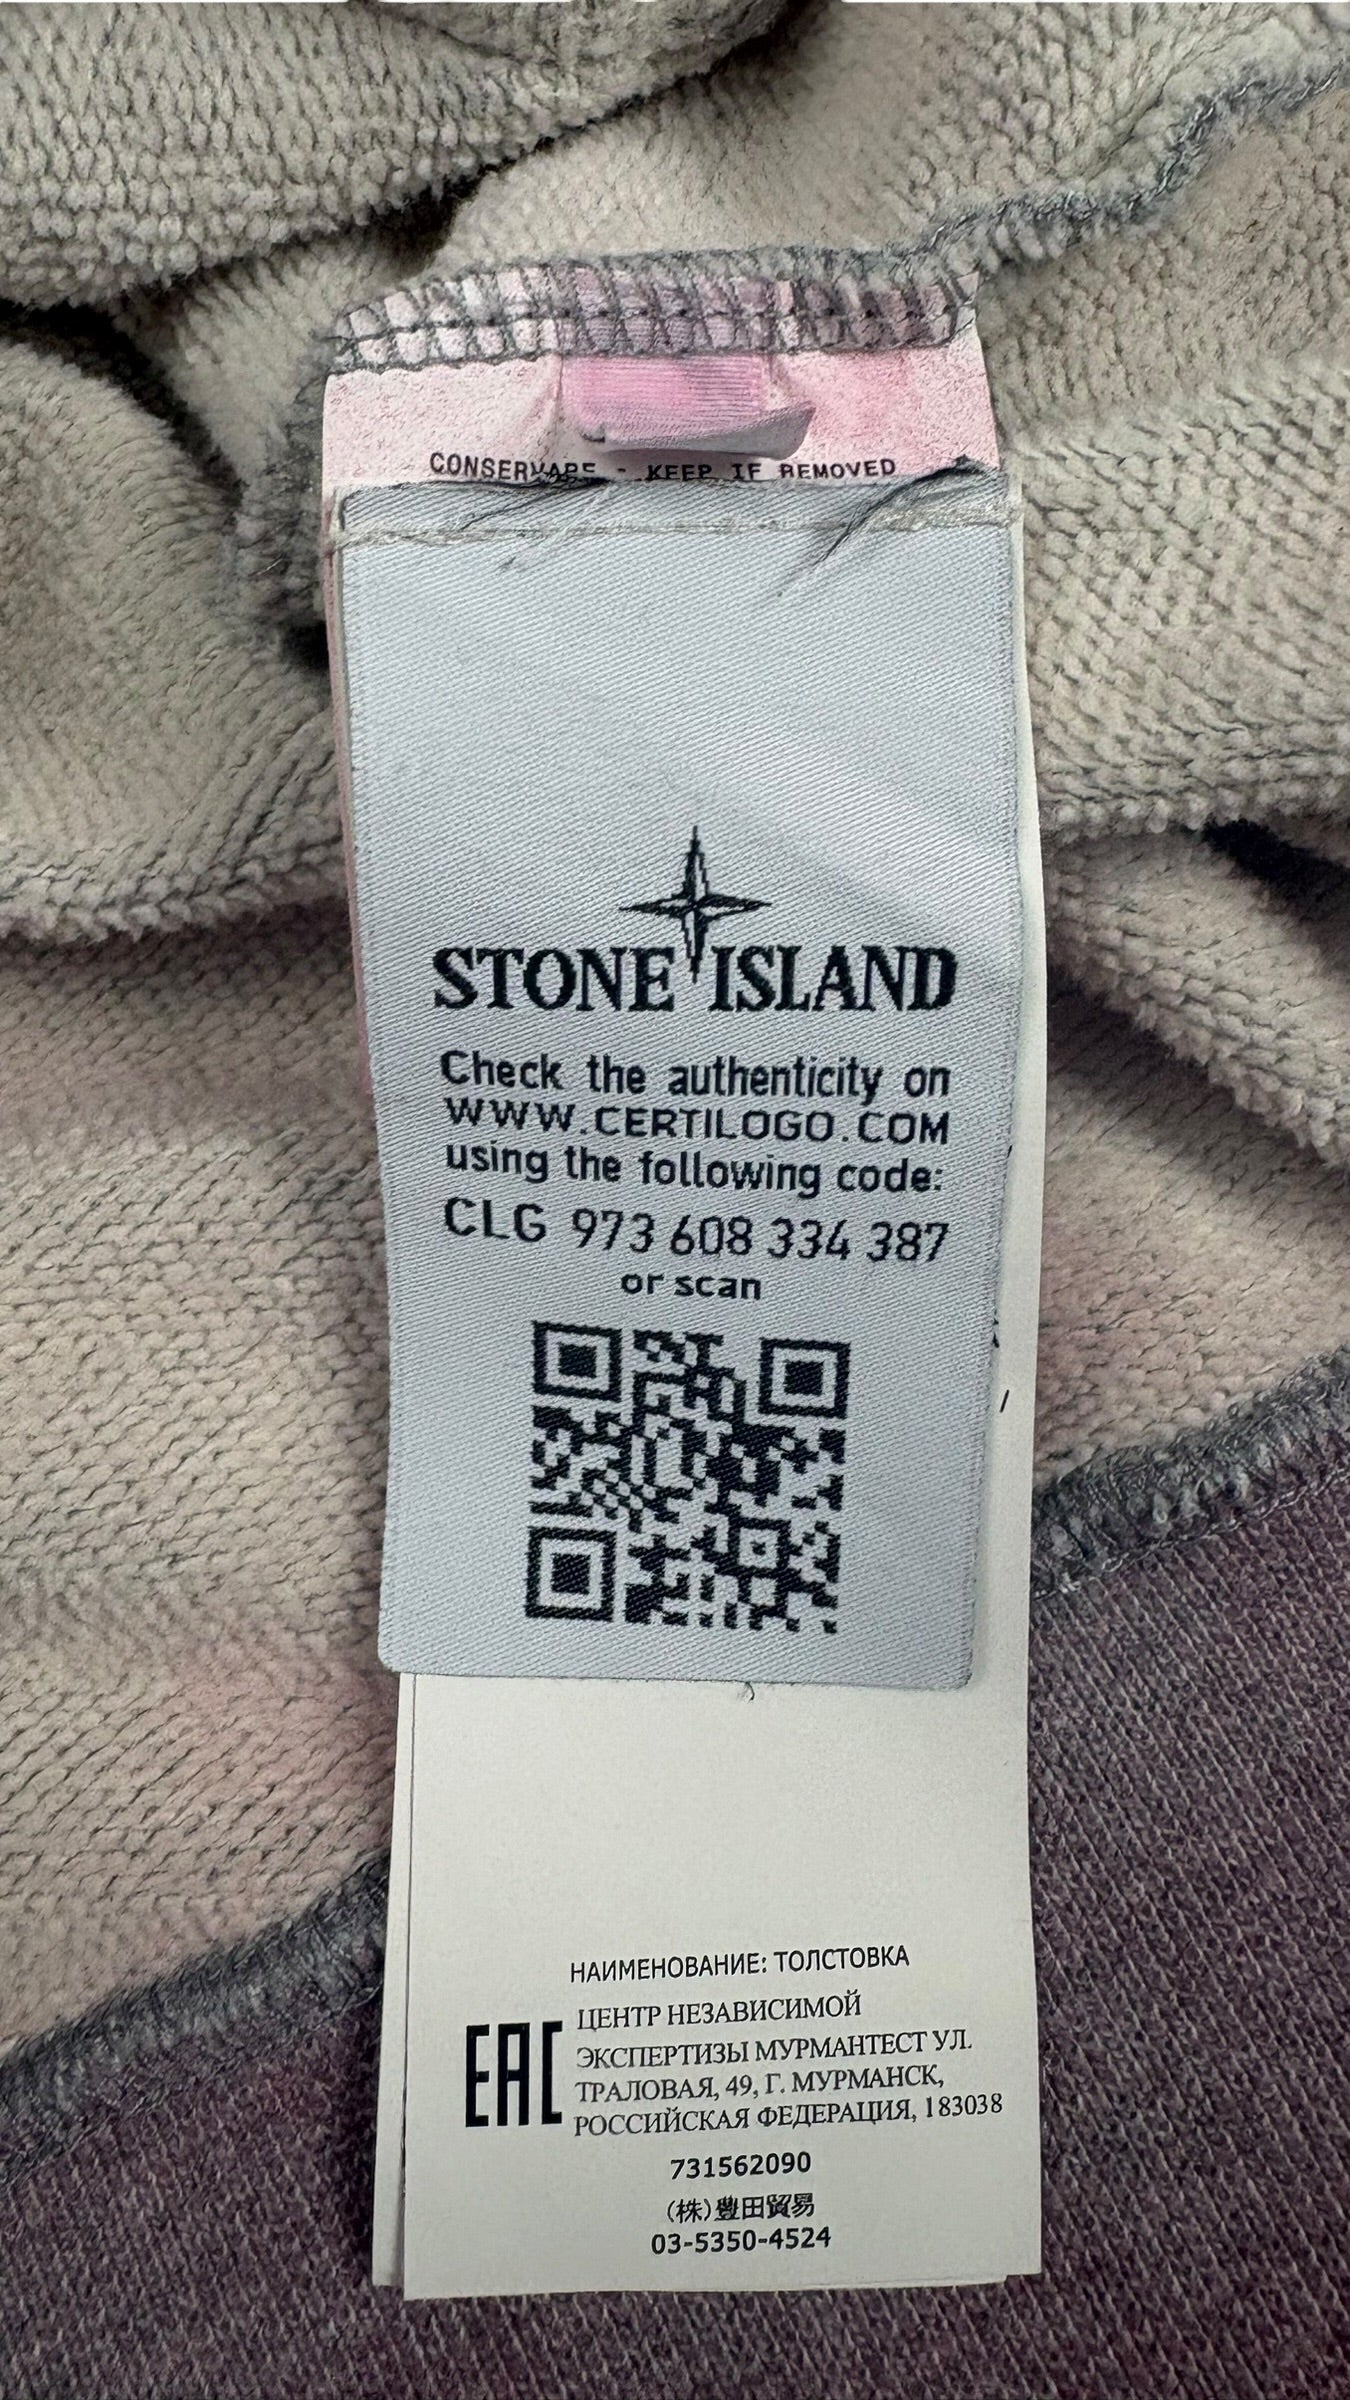 CONSERVARE - KEEP IF REMOVED
STONE ISLAND
Check the authenticity on
WWW.CERTILOGO.COM
using the following code:
CLG 973 608 334 387
or scan
НАИМЕНОВАНИЕ: ТОЛСТОВКА
EAC
ЦЕНТР НЕЗАВИСИМОЙ
ЭКСПЕРТИЗЫ МУРМАНТЕСТ УЛ.
ТРАЛОВАЯ, 49, Г. МУРМАНСК,
РОССИЙСКАЯ ФЕДЕРАЦИЯ, 183038
731562090
(株)豊田貿易
03-5350-4524